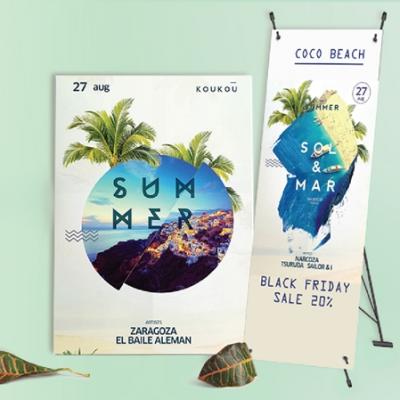 27 aug
KOUKOU
SUM
MER
ARTISTS
ZARAGOZA
EL BAILE ALEMAN
COCO BEACH
27
SUMMER
SOL
&
MAR
ARTIST
NARCOZA
TSURUDA SAILOR & I
BLACK FRIDAY
SALE 20%